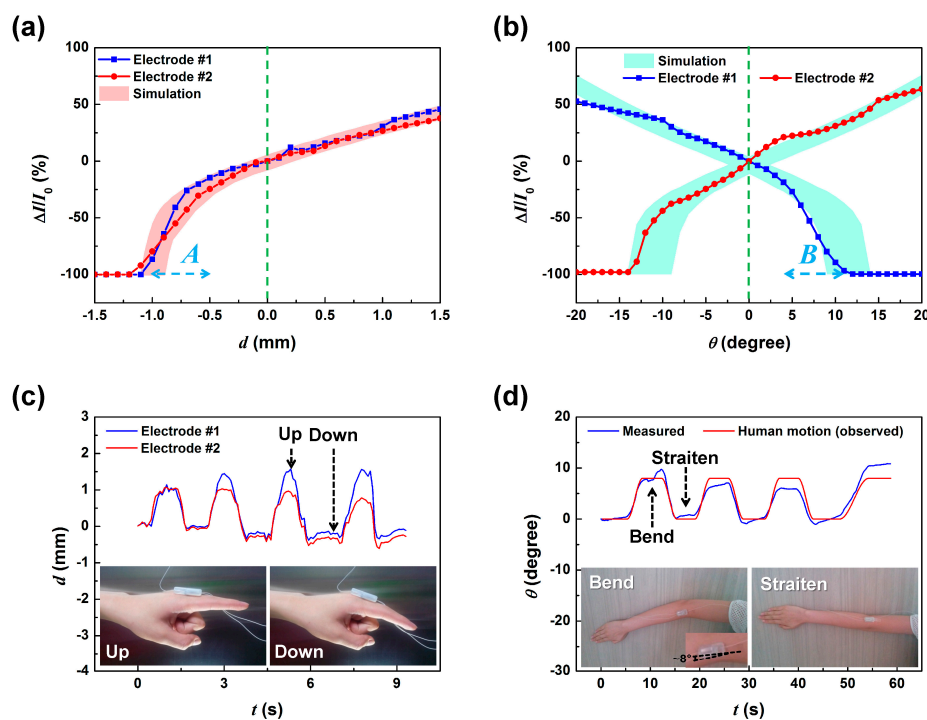 (a)
100
50
0
-50
-100
ΔI/I0 (%)
Electrode #1
Electrode #2
Simulation
A
-1.5
-1.0
-0.5
0.0
0.5
1.0
1.5
d (mm)
(b)
100
50
0
-50
-100
ΔI/I0 (%)
Simulation
Electrode #1
Electrode #2
B
-20
-15
-10
-5
0
5
10
15
20
θ (degree)
(c)
3
2
1
0
-1
-2
-3
-4
d (mm)
Electrode #1
Electrode #2
Up
Down
Up
Down
0
3
6
9
t (s)
(d)
20
10
0
-10
-20
-30
θ (degree)
Measured
Human motion (observed)
Straiten
Bend
Bend
~8°
Straiten
0
10
20
30
40
50
60
t (s)